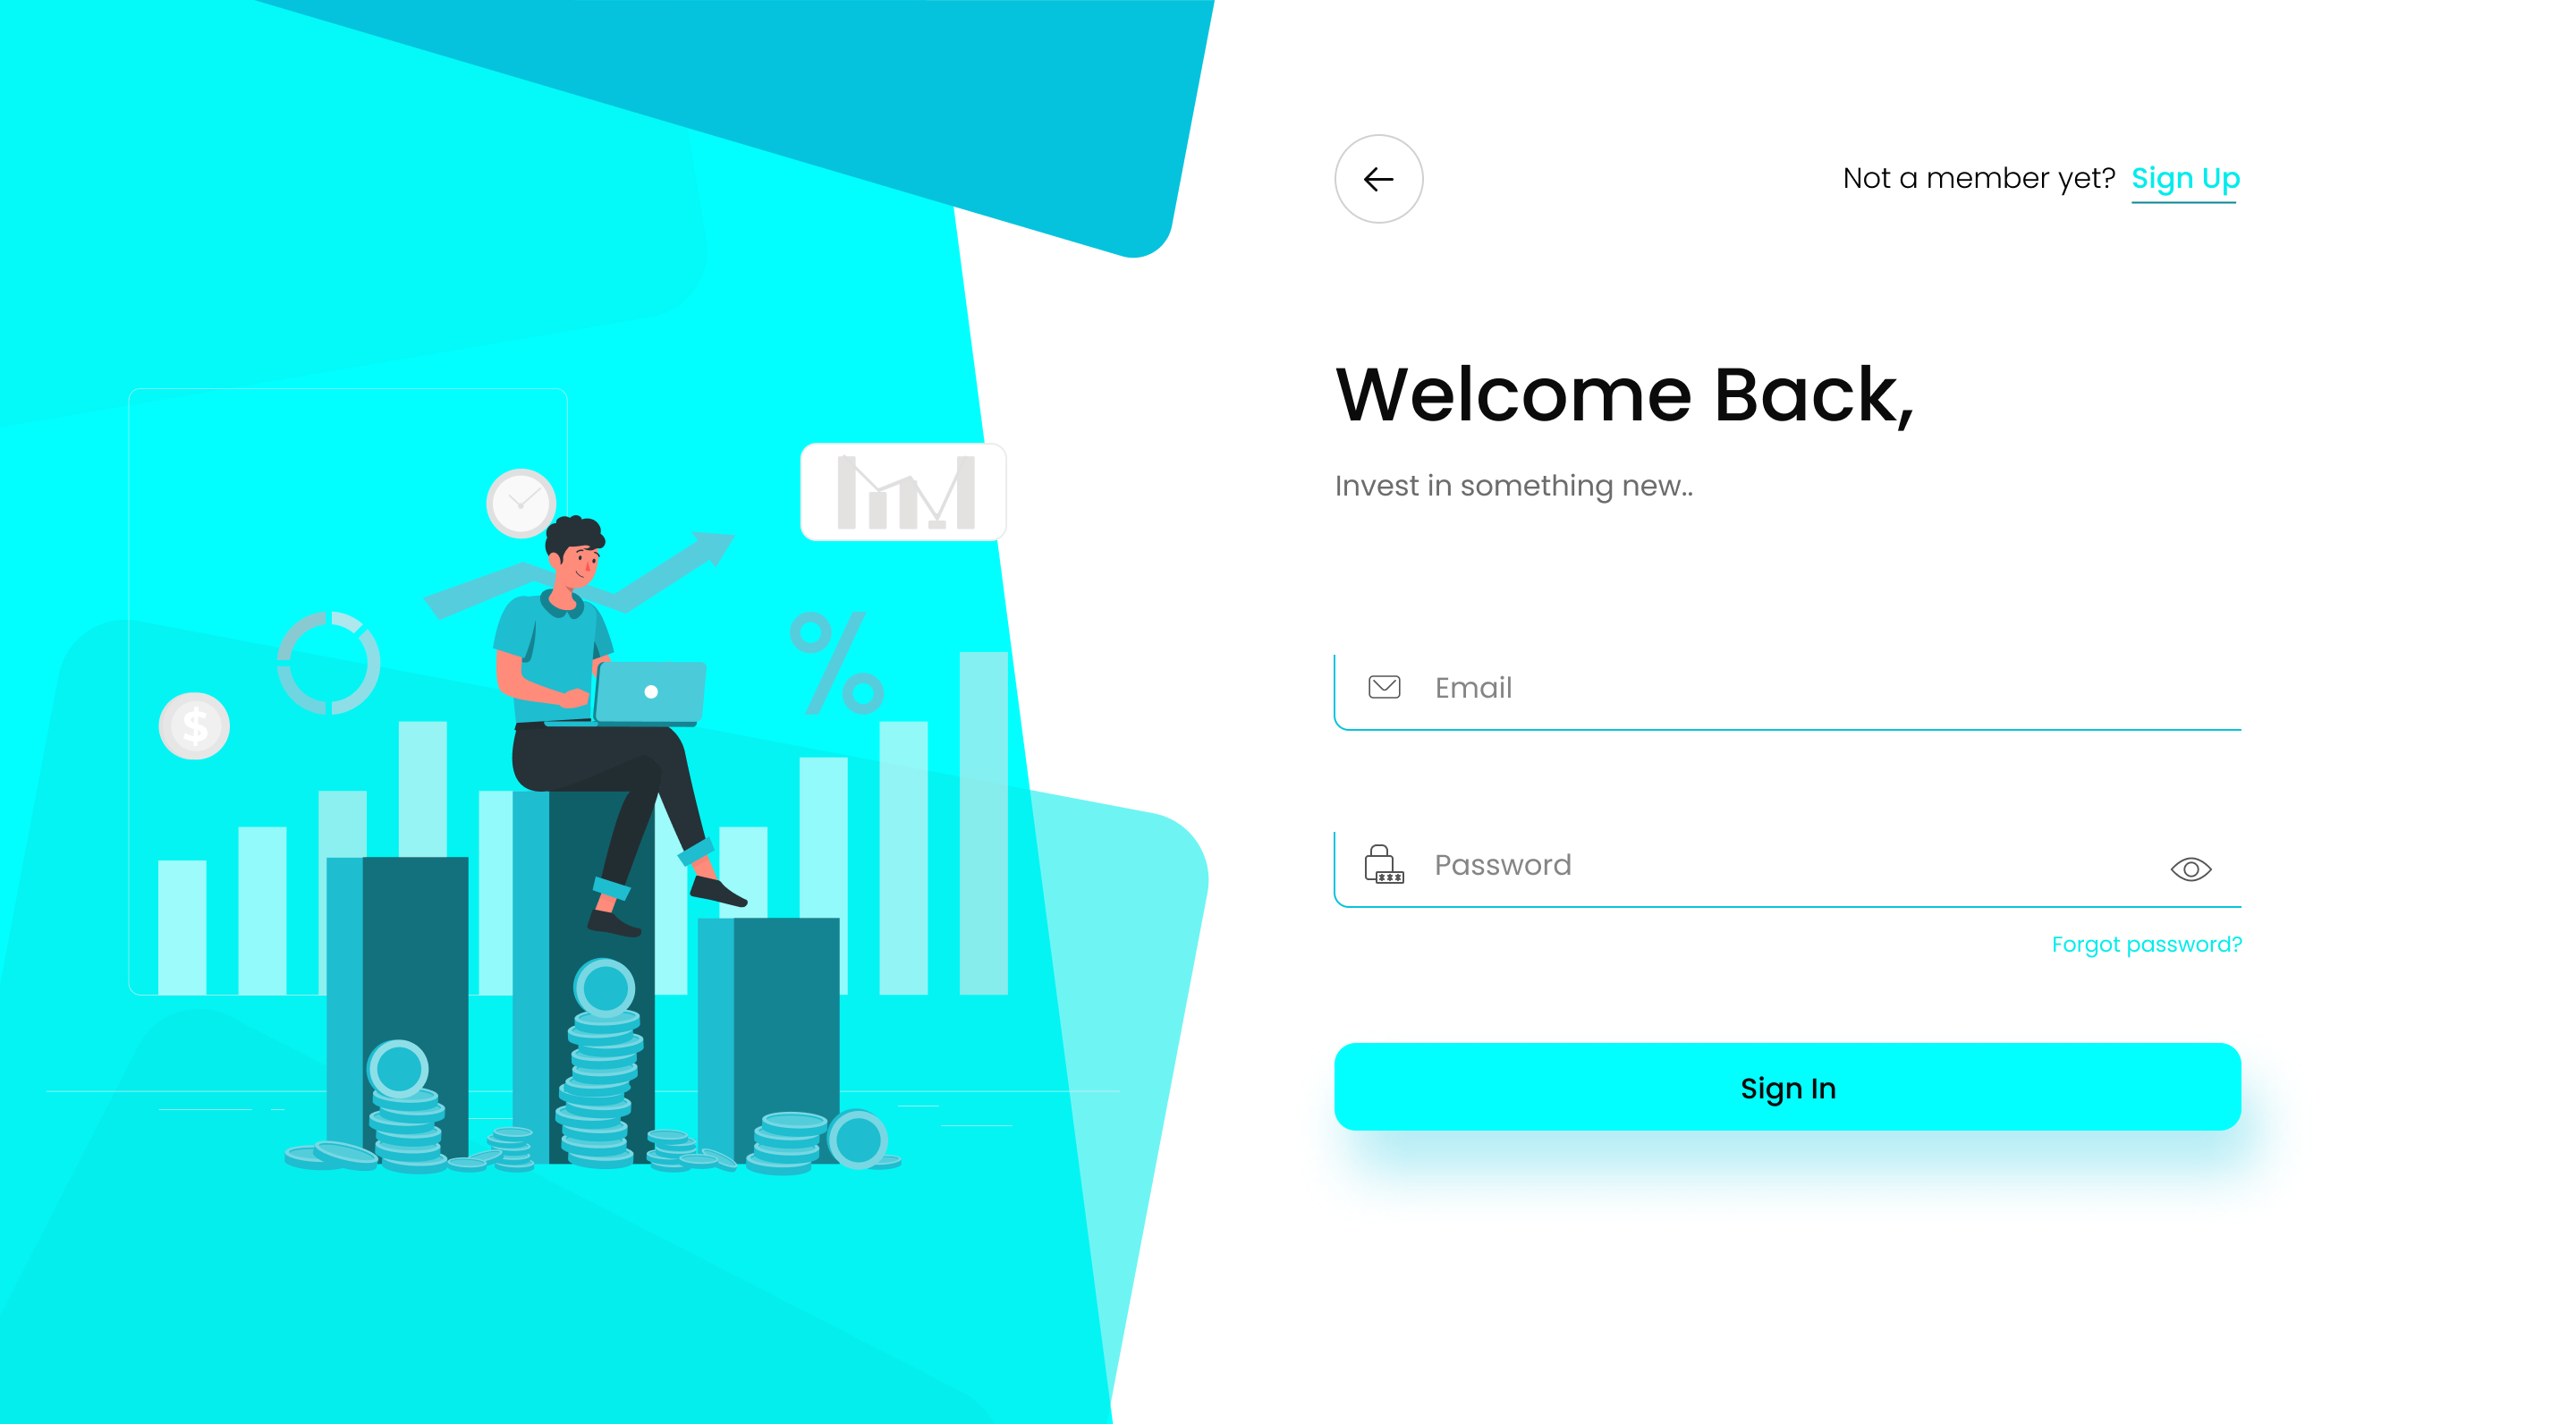 Not a member yet? Sign Up
Welcome Back,
Invest in something new..
$
%
Email
Password
Forgot password?
Sign In